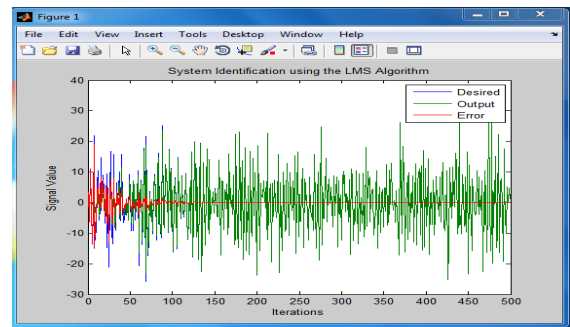 Figure 1
File Edit View Insert Tools Desktop Window Help
System Identification using the LMS Algorithm
Desired
Output
Error
Signal Value
40
30
20
10
0
-10
-20
-30
0 50 100 150 200 250 300 350 400 450 500
Iterations